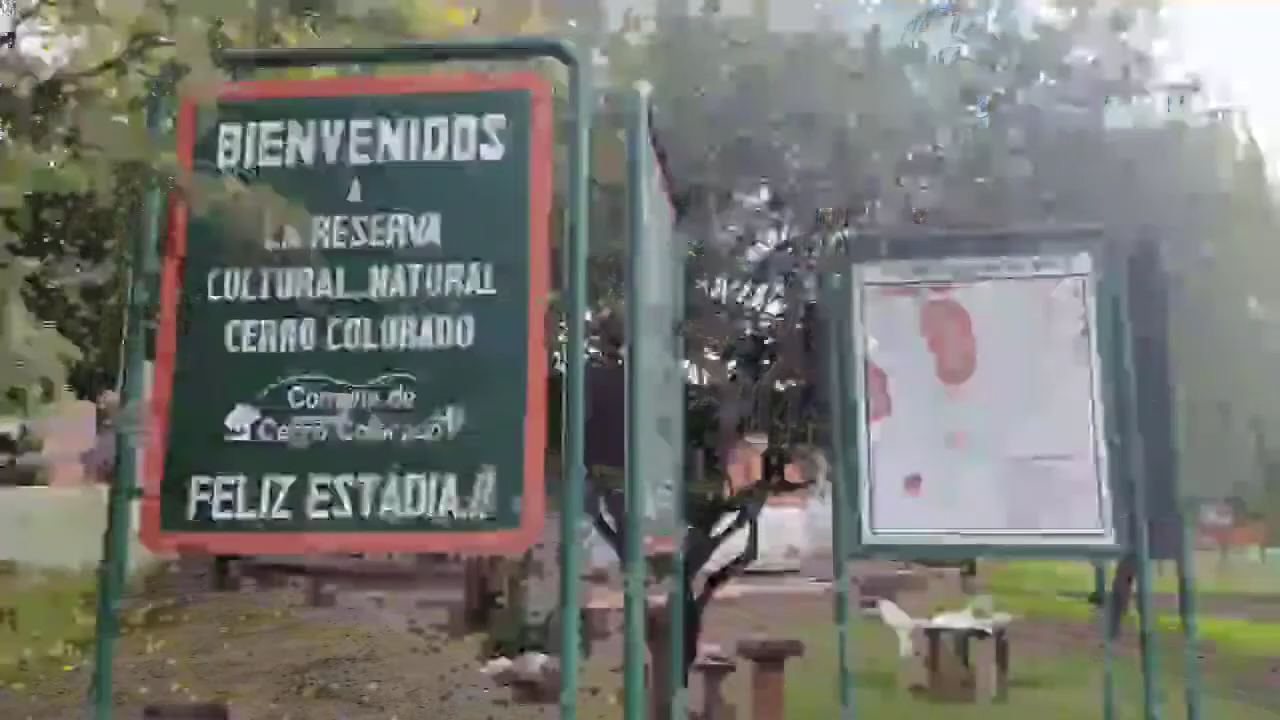 BIENVENIDOS
A
LA RESERVA
CULTURAL NATURAL
CERRO COLORADO
Comuna de
Cerro Colorado
FELIZ ESTADIA.!!